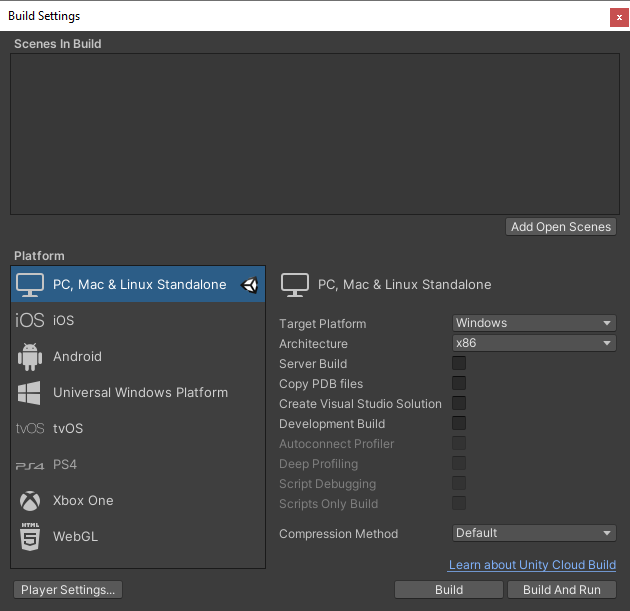 Build Settings
x
Scenes In Build
Add Open Scenes
Platform
PC, Mac & Linux Standalone
iOS iOS
Android
Universal Windows Platform
tvOS tvOS
PS4 PS4
Xbox One
HTML 5 WebGL
PC, Mac & Linux Standalone
Target Platform Windows
Architecture x86
Server Build
Copy PDB files
Create Visual Studio Solution
Development Build
Autoconnect Profiler
Deep Profiling
Script Debugging
Scripts Only Build
Compression Method Default
Learn about Unity Cloud Build
Player Settings... Build Build And Run